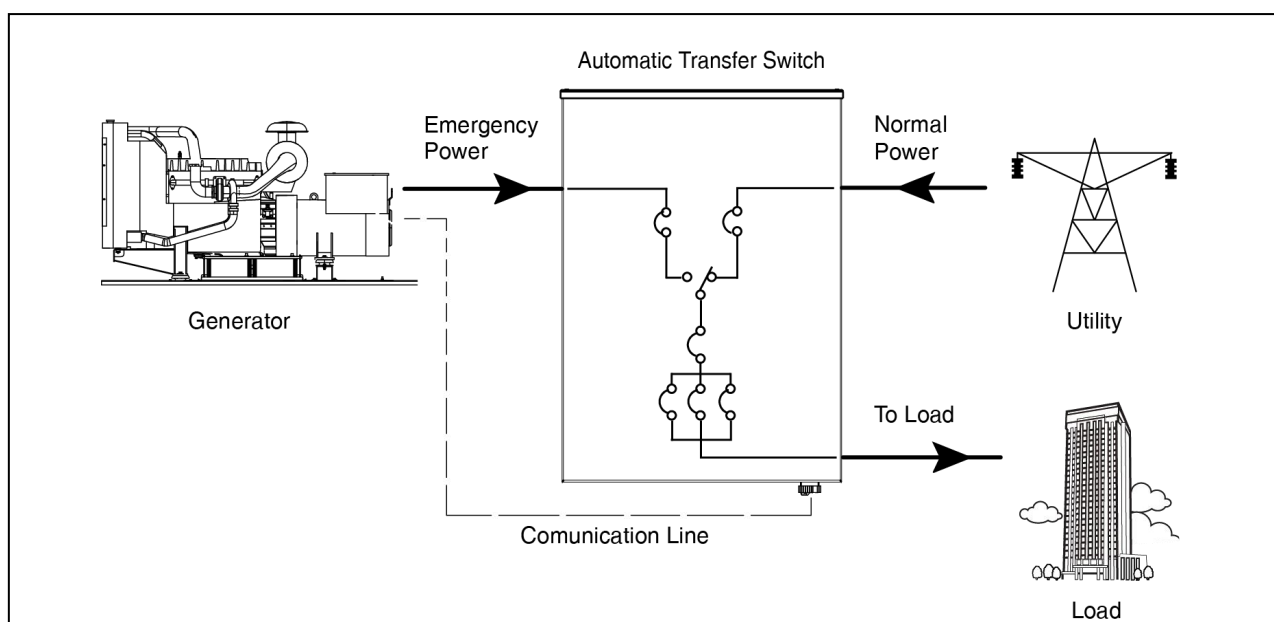 Automatic Transfer Switch
Emergency
Power
Normal
Power
Generator
Utility
To Load
Comunication Line
Load